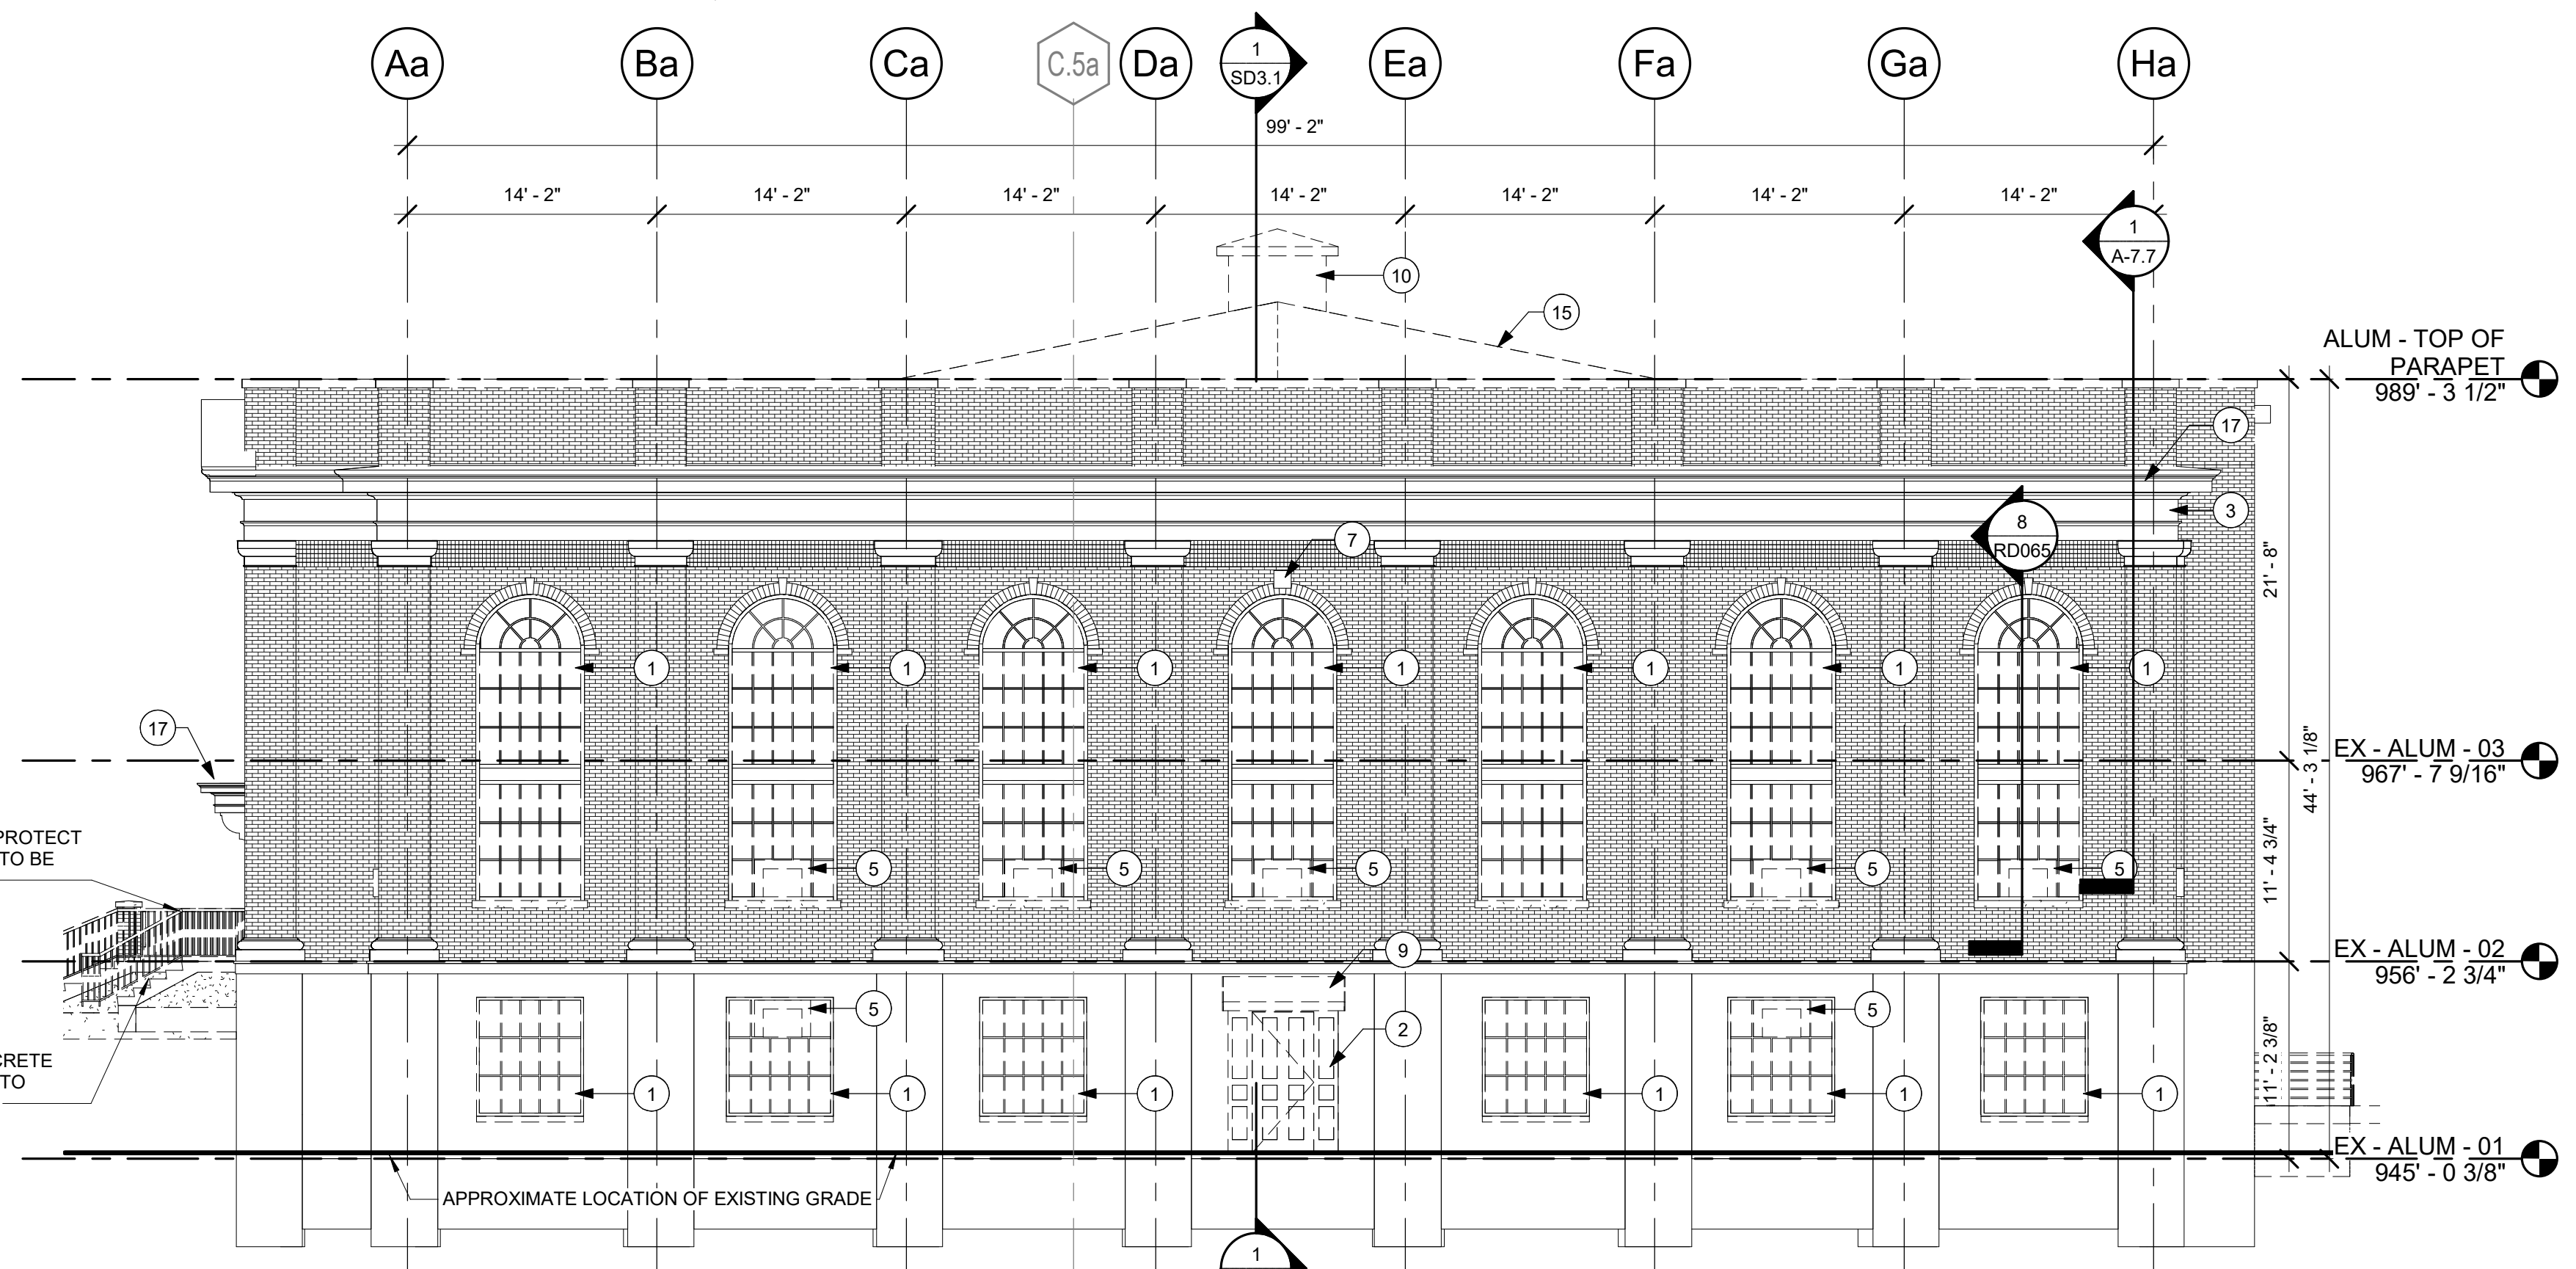 Aa Ba Ca C.5a Da 1 Ea Fa Ga Ha
SD3.1
99' - 2"
14' - 2" 14' - 2" 14' - 2" 14' - 2" 14' - 2" 14' - 2" 14' - 2"
1
A-7.7
10
15
ALUM - TOP OF
PARAPET
989' - 3 1/2"
17
3
8
RD065
7
21' - 8"
1 1 1 1 1 1 1
17
EX - ALUM - 03
967' - 7 9/16"
44' - 3 1/8"
PROTECT
TO BE
5 5 5 5 5
11' - 4 3/4"
9
EX - ALUM - 02
956' - 2 3/4"
5 5
2
CRETE
TO
1 1 1 1 1 1
11' - 2 3/8"
EX - ALUM - 01
945' - 0 3/8"
APPROXIMATE LOCATION OF EXISTING GRADE
1